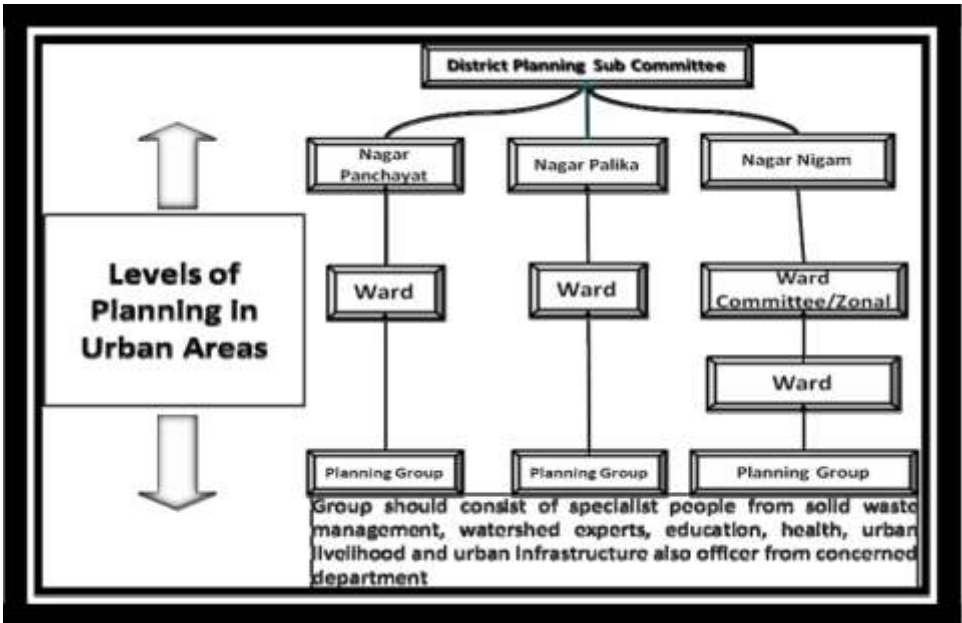 District Planning Sub Committee
Nagar
Panchayat
Nagar Palika
Nagar Nigam
Levels of
Planning in
Urban Areas
Ward
Ward
Ward
Committee/Zonal
Ward
Planning Group
Planning Group
Planning Group
Group should consist of specialist people from solid waste
management, watershed experts, education, health, urban
livelihood and urban infrastructure also officer from concerned
department